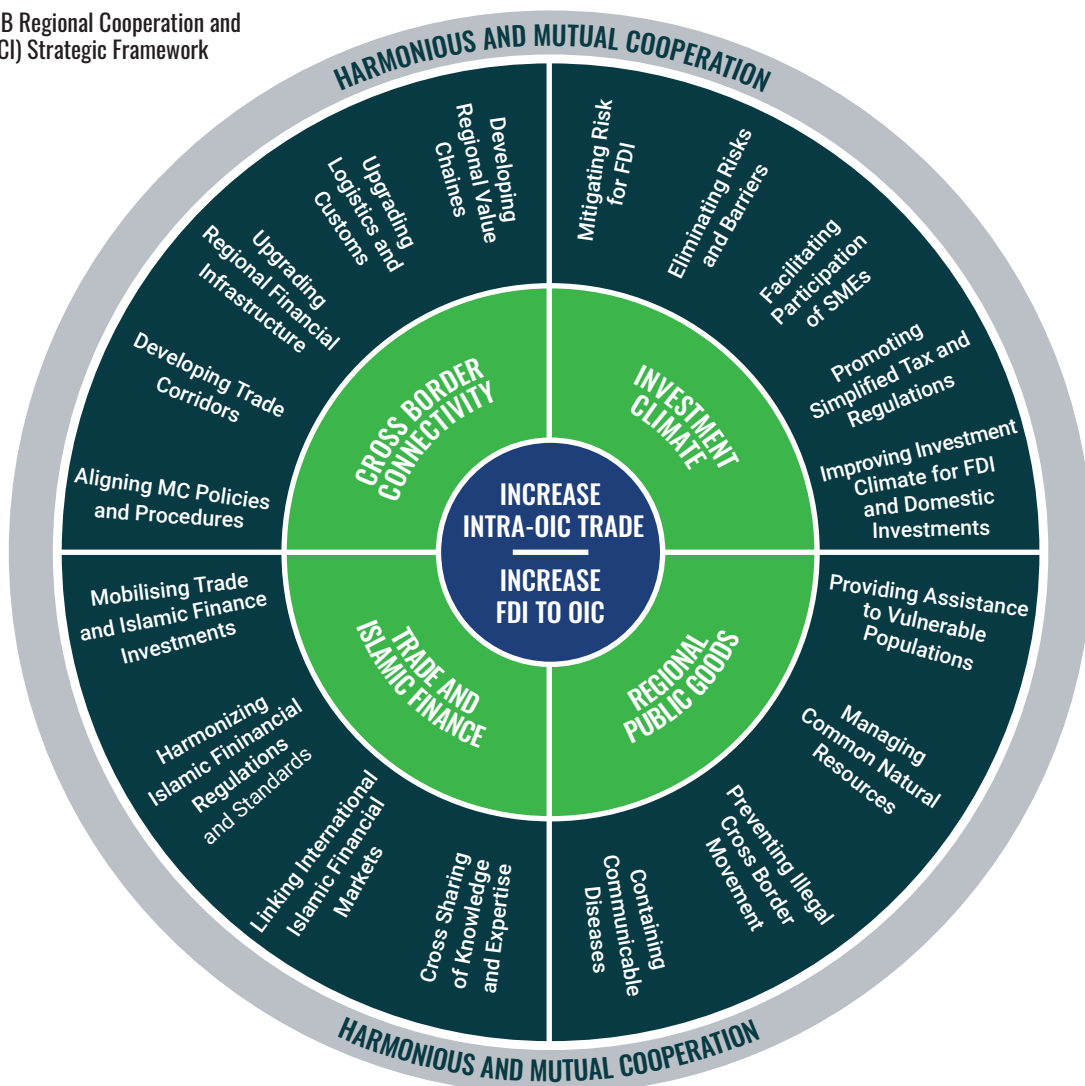 B Regional Cooperation and
CI) Strategic Framework
HARMONIOUS AND MUTUAL COOPERATION
Developing
Regional Value
Chaines
Upgrading
Logistics and
Customs
Upgrading
Regional Financial
Infrastructure
Developing Trade
Corridors
Aligning MC Policies
and Procedures
Mitigating Risk
for FDI
Eliminating Risks
and Barriers
Facilitating
Participation
of SMEs
Promoting
Simplified Tax and
Regulations
Improving Investment
Climate for FDI
and Domestic
Investments
CROSS BORDER
CONNECTIVITY
INVESTMENT
CLIMATE
INCREASE
INTRA-OIC TRADE
INCREASE
FDI TO OIC
TRADE AND
ISLAMIC FINANCE
REGIONAL
PUBLIC GOODS
Mobilising Trade
and Islamic Finance
Investments
Harmonizing
Islamic Fininancial
Regulations
and Standards
Linking International
Islamic Financial
Markets
Cross Sharing
of Knowledge
and Expertise
Providing Assistance
to Vulnerable
Populations
Managing
Common Natural
Resources
Preventing Illegal
Cross Border
Movement
Containing
Communicable
Diseases
HARMONIOUS AND MUTUAL COOPERATION